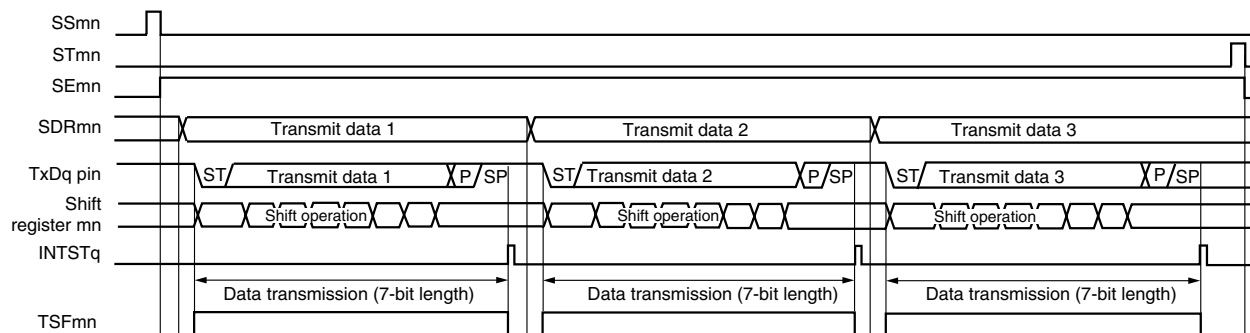 SSmn
STmn
SEmn
SDRmn Transmit data 1 Transmit data 2 Transmit data 3
TxDq pin ST Transmit data 1 P SP ST Transmit data 2 P SP ST Transmit data 3 P SP
Shift
register mn Shift operation Shift operation Shift operation
INTSTq
Data transmission (7-bit length) Data transmission (7-bit length) Data transmission (7-bit length)
TSFmn